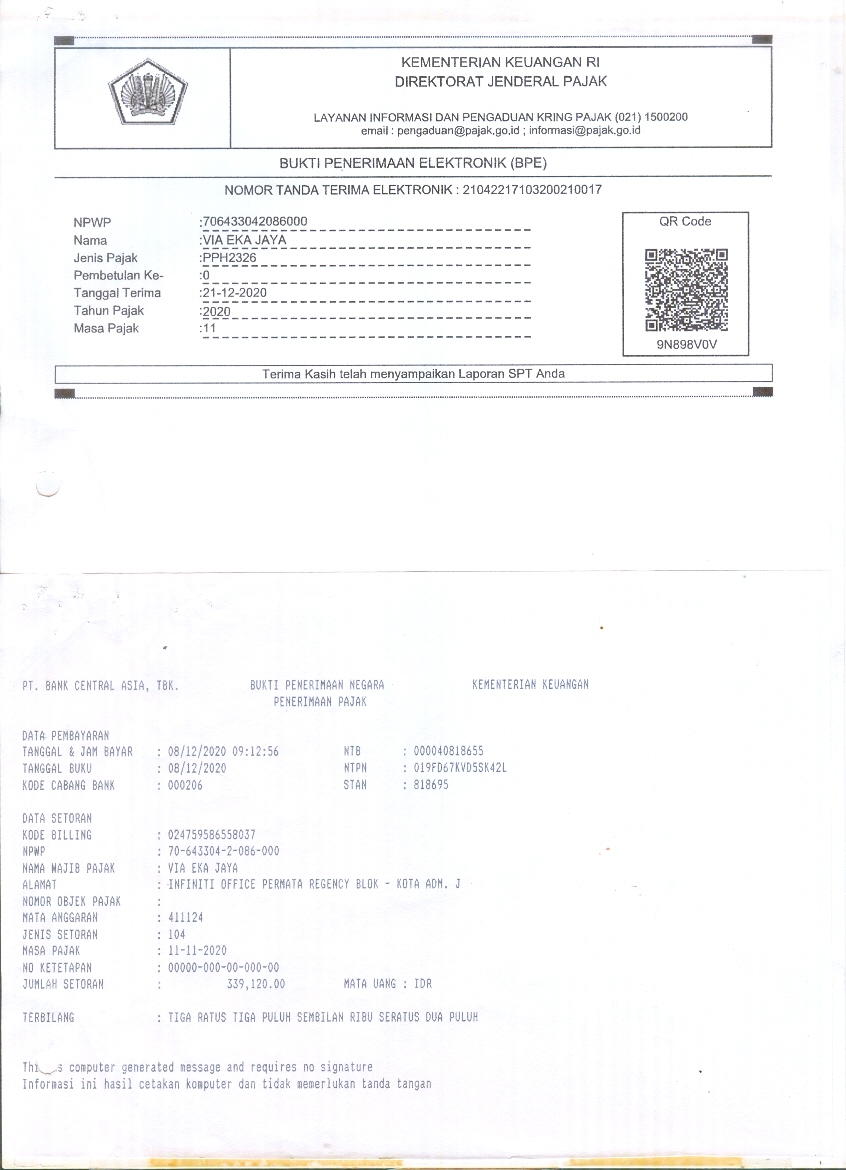 KEMENTERIAN KEUANGAN RI
DIREKTORAT JENDERAL PAJAK
LAYANAN INFORMASI DAN PENGADUAN KRING PAJAK (021) 1500200
email : pengaduan@pajak.go.id ; informasi@pajak.go.id
BUKTI PENERIMAAN ELEKTRONIK (BPE)
NOMOR TANDA TERIMA ELEKTRONIK : 21042217103200210017
NPWP :706433042086000
Nama :VIA EKA JAYA
Jenis Pajak :PPH2326
Pembetulan Ke- :0
Tanggal Terima :21-12-2020
Tahun Pajak :2020
Masa Pajak :11
QR Code
9N898V0V
Terima Kasih telah menyampaikan Laporan SPT Anda
PT. BANK CENTRAL ASIA, TBK. BUKTI PENERIMAAN NEGARA KEMENTERIAN KEUANGAN
PENERIMAAN PAJAK
DATA PEMBAYARAN
TANGGAL & JAM BAYAR : 08/12/2020 09:12:56 NTB : 000040818655
TANGGAL BUKU : 08/12/2020 NTPN : 019FD67KVD5SK42L
KODE CABANG BANK : 000206 STAN : 818695
DATA SETORAN
KODE BILLING : 024759586558037
NPWP : 70-643304-2-086-000
NAMA WAJIB PAJAK : VIA EKA JAYA
ALAMAT : INFINITI OFFICE PERMATA REGENCY BLOK - KOTA ADM. J
NOMOR OBJEK PAJAK :
MATA ANGGARAN : 411124
JENIS SETORAN : 104
MASA PAJAK : 11-11-2020
NO KETETAPAN : 00000-000-00-000-00
JUMLAH SETORAN : 339,120.00 MATA UANG : IDR
TERBILANG : TIGA RATUS TIGA PULUH SEMBILAN RIBU SERATUS DUA PULUH
This is computer generated message and requires no signature
Informasi ini hasil cetakan komputer dan tidak memerlukan tanda tangan